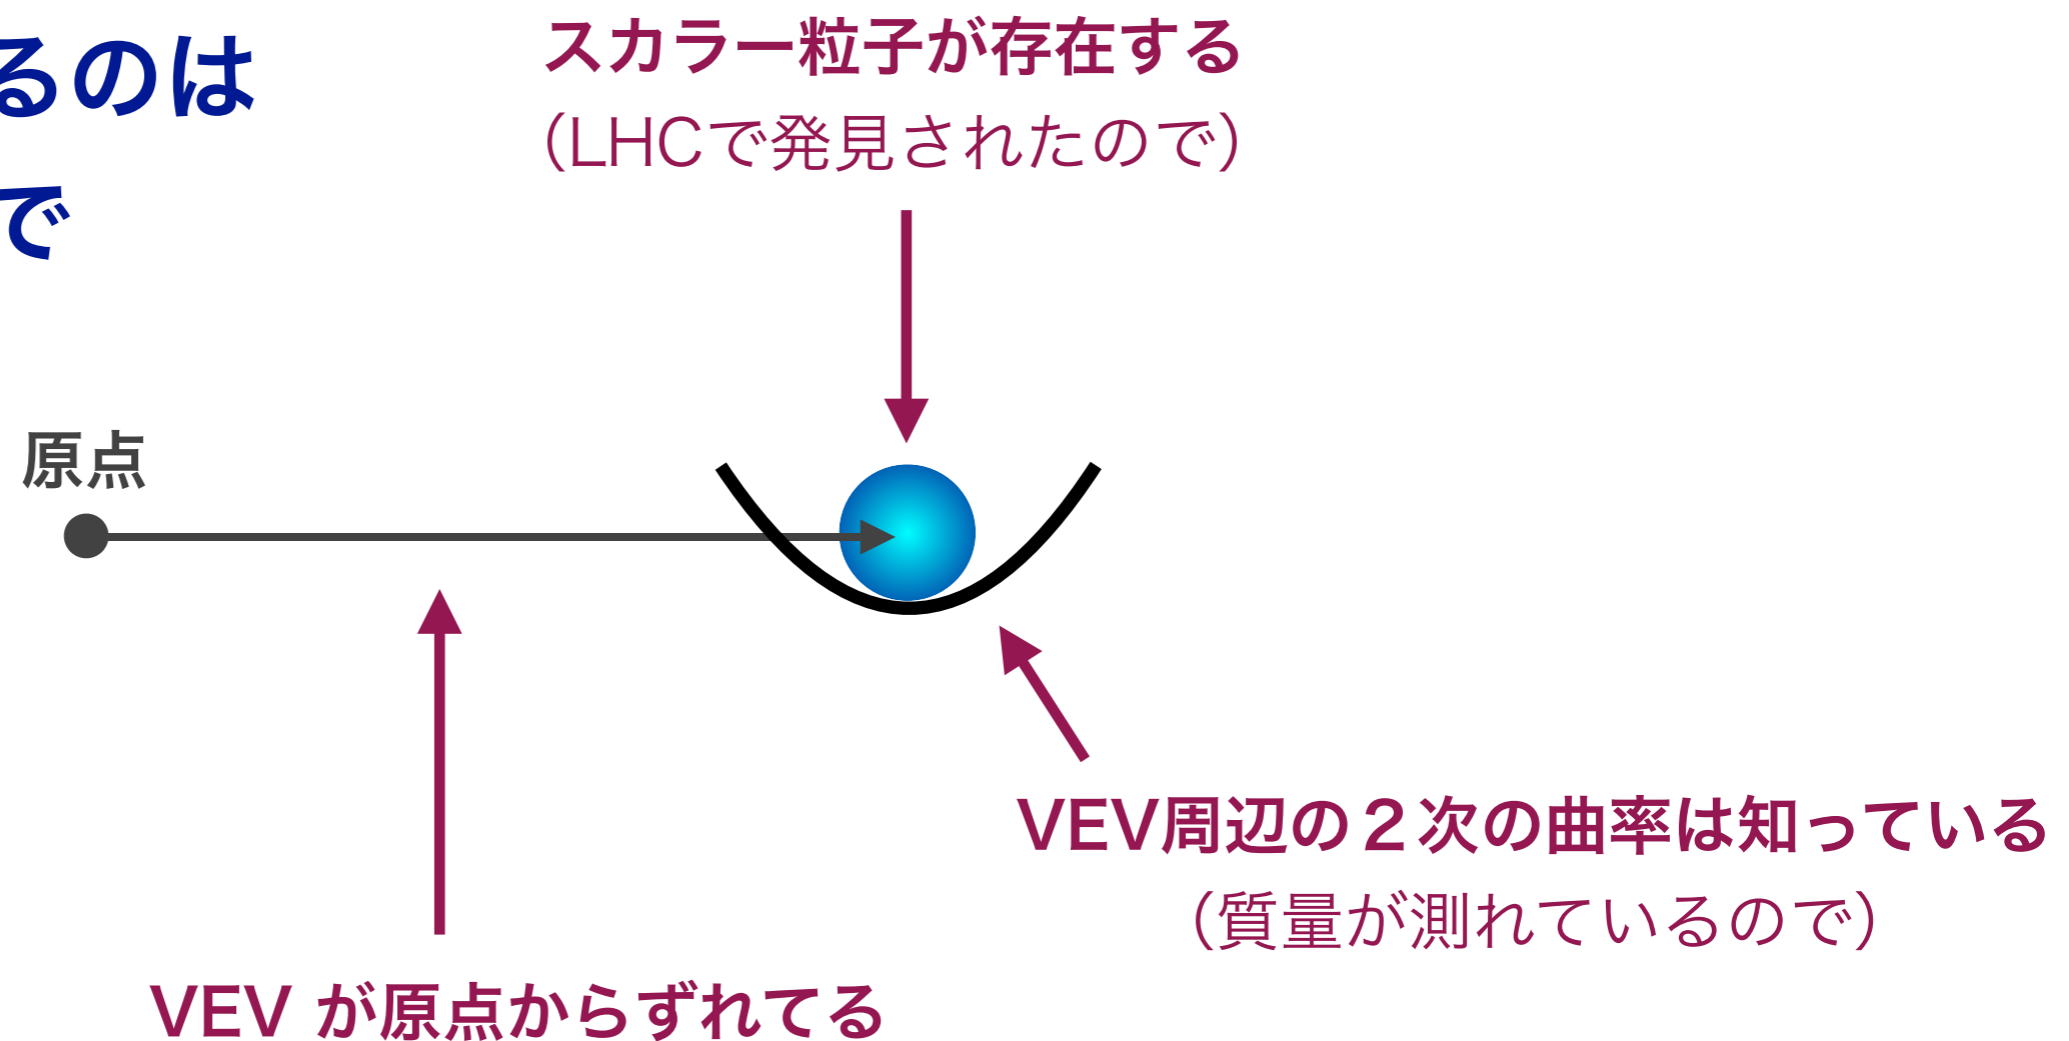 るのは
で
スカラー粒子が存在する
（LHCで発見されたので）
原点
VEV周辺の２次の曲率は知っている
（質量が測れているので）
VEV が原点からずれてる